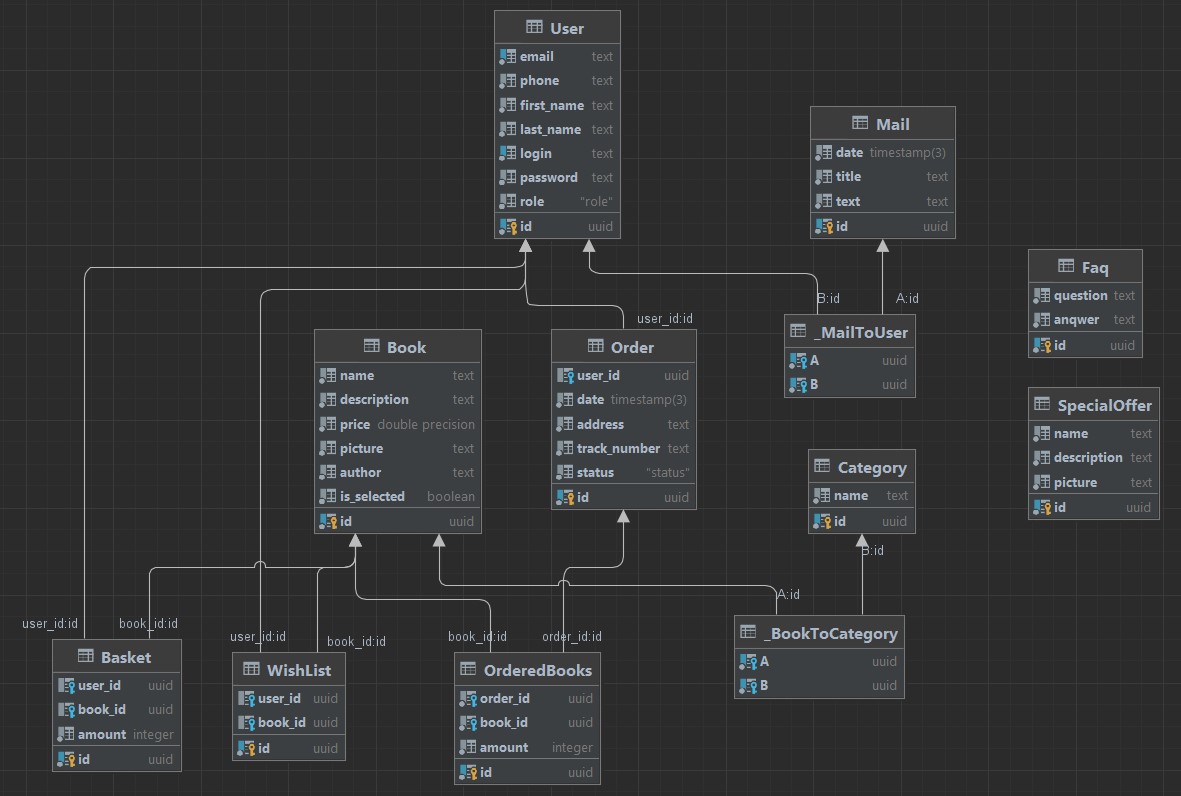 User
email text
phone text
first_name text
last_name text
login text
password text
role "role"
id uuid
Mail
date timestamp(3)
title text
text text
id uuid
Faq
question text
anqwer text
id uuid
B:id
A:id
user_id:id
_MailToUser
A uuid
B uuid
Book
name text
description text
price double precision
picture text
author text
is_selected boolean
id uuid
Order
user_id uuid
date timestamp(3)
address text
track_number text
status "status"
id uuid
SpecialOffer
name text
description text
picture text
id uuid
Category
name text
id uuid
B:id
A:id
user_id:id
book_id:id
user_id:id
book_id:id
book_id:id
order_id:id
Basket
user_id uuid
book_id uuid
amount integer
id uuid
WishList
user_id uuid
book_id uuid
id uuid
OrderedBooks
order_id uuid
book_id uuid
amount integer
id uuid
_BookToCategory
A uuid
B uuid